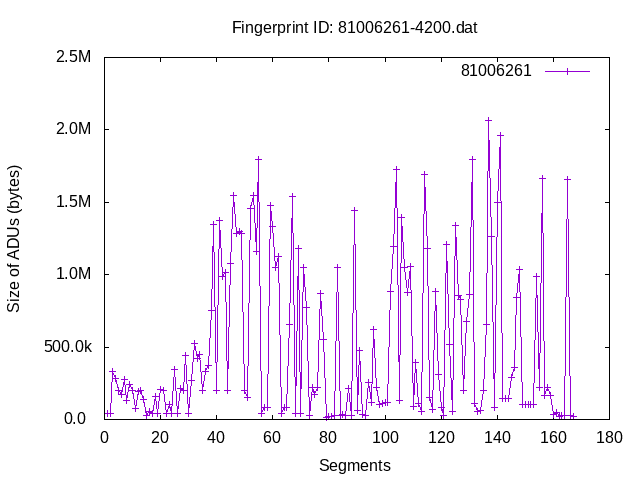 Fingerprint ID: 81006261-4200.dat
81006261
Size of ADUs (bytes)
2.5M
2.0M
1.5M
1.0M
500.0k
0.0
0 20 40 60 80 100 120 140 160 180
Segments